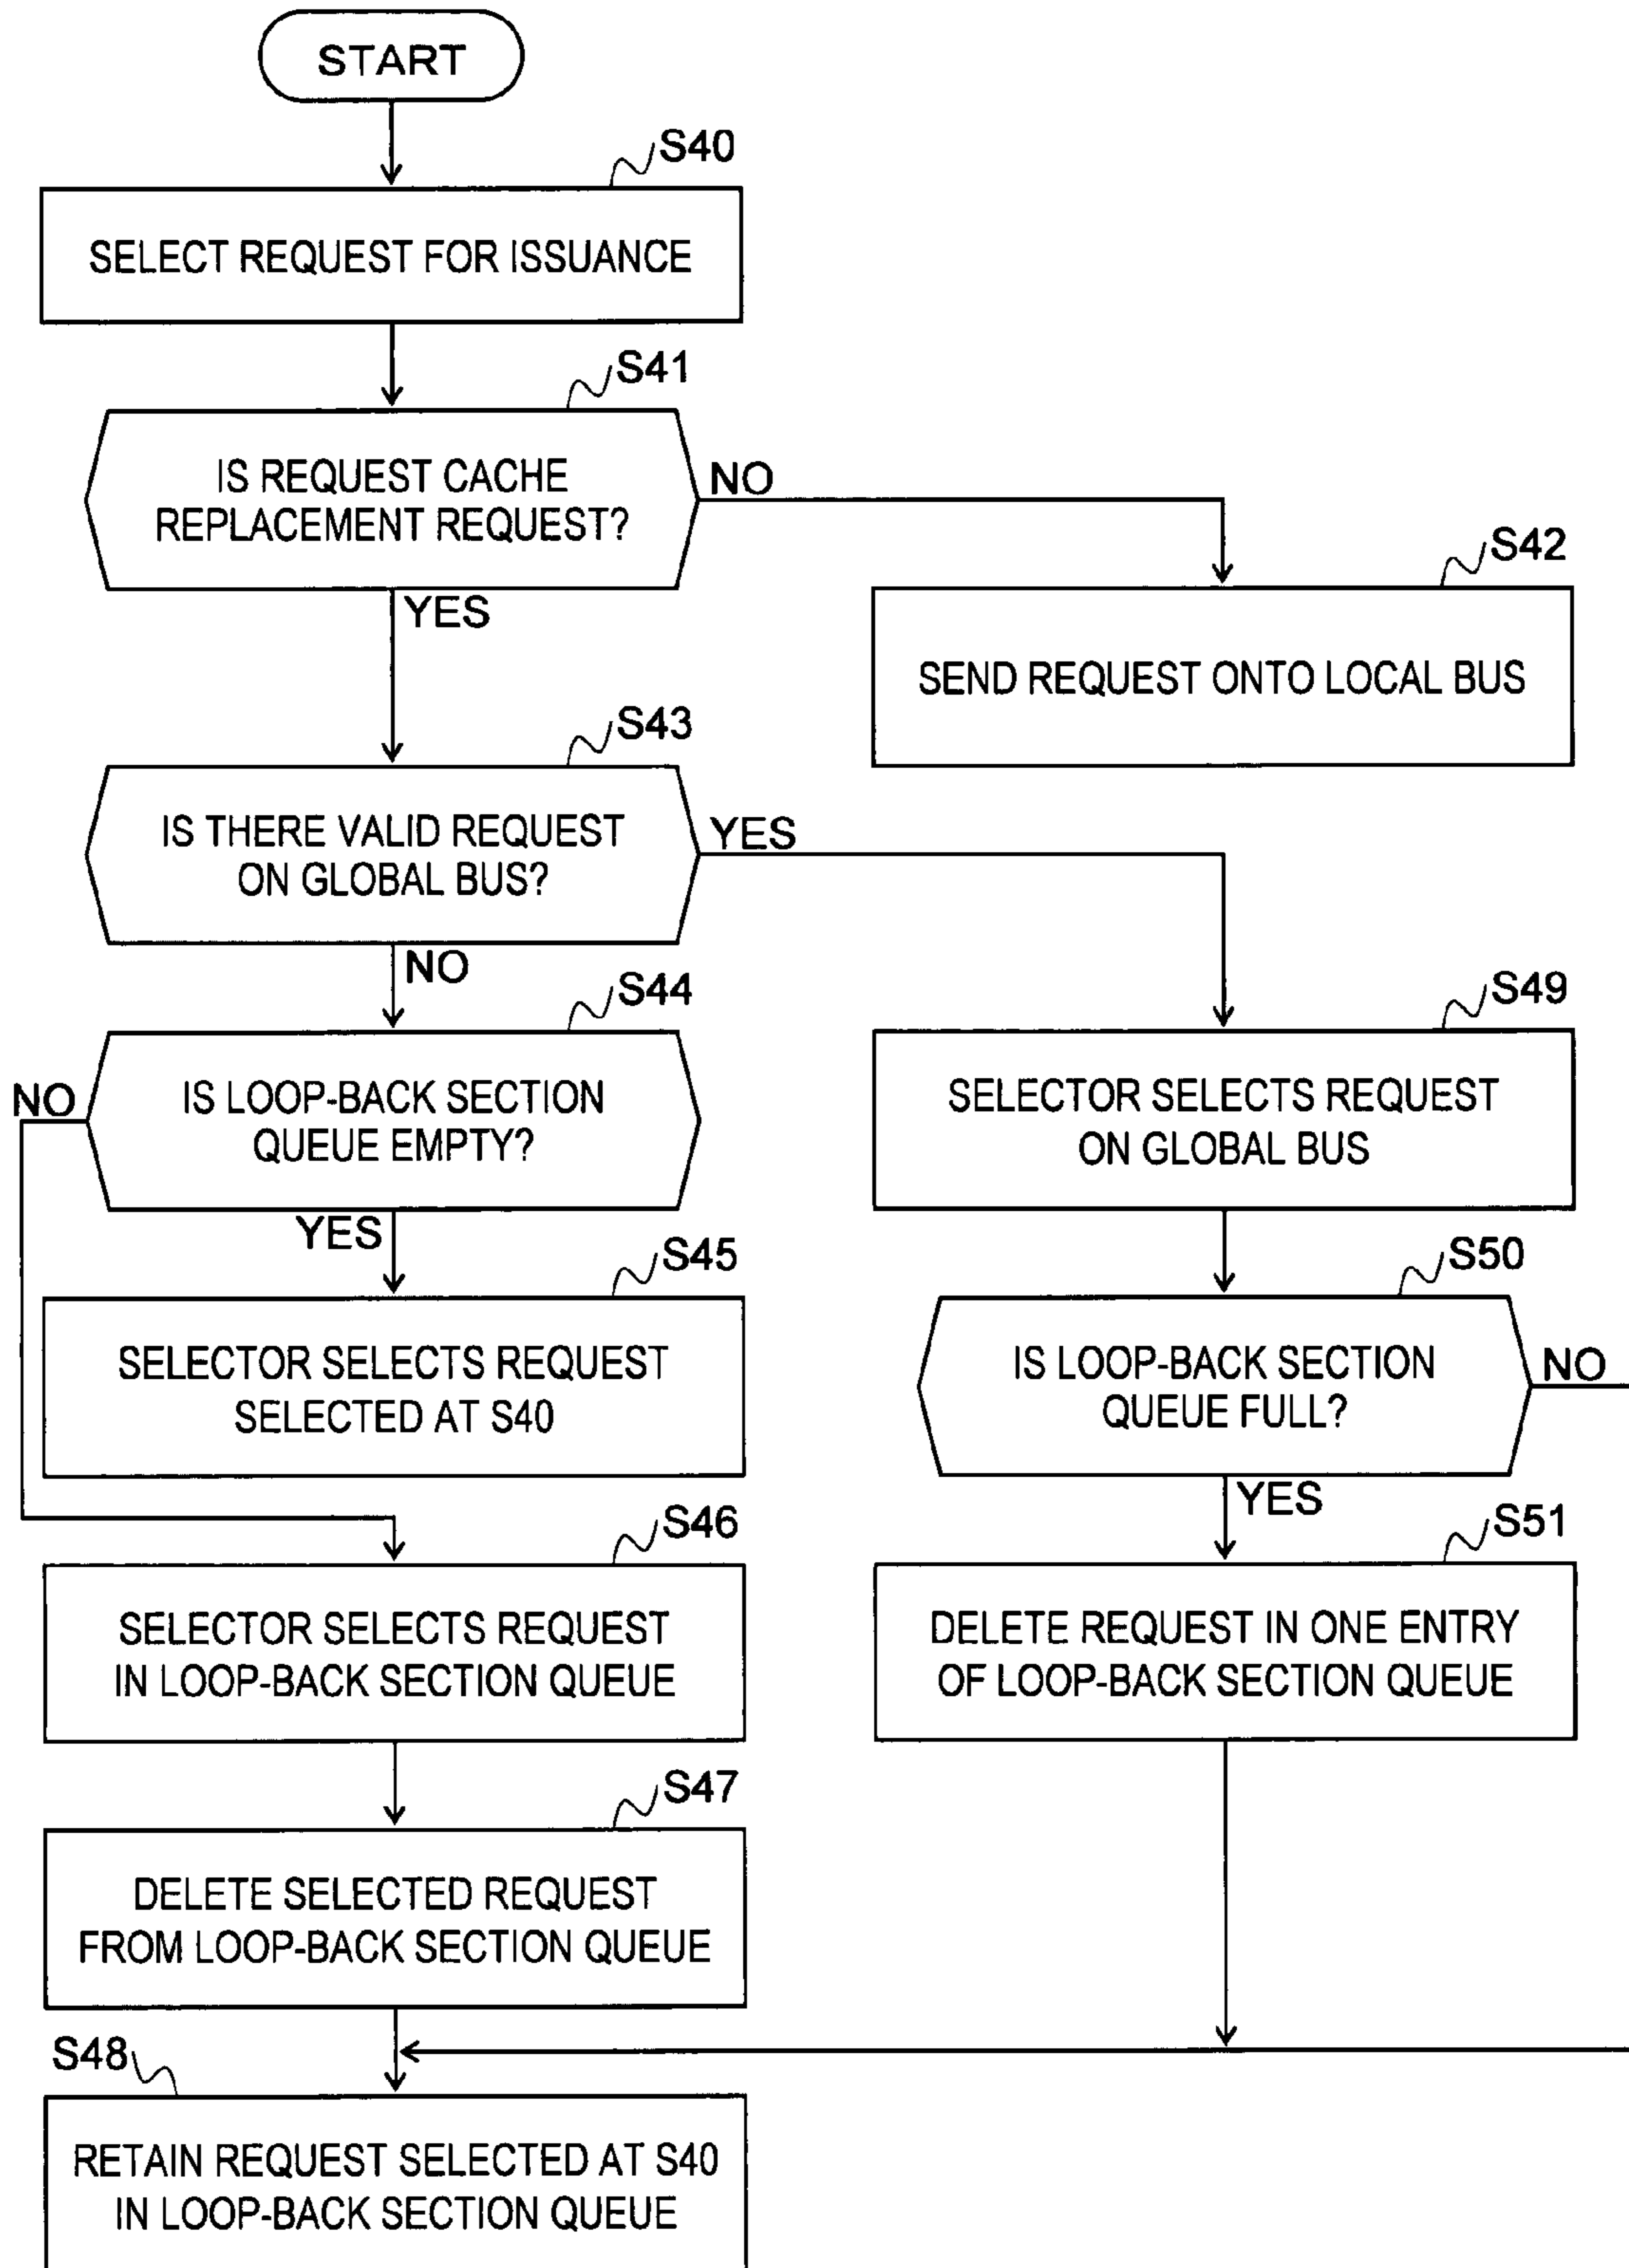 START
S40
SELECT REQUEST FOR ISSUANCE
S41
IS REQUEST CACHE
REPLACEMENT REQUEST?
NO
YES
S42
SEND REQUEST ONTO LOCAL BUS
S43
IS THERE VALID REQUEST
ON GLOBAL BUS?
YES
NO
S44
IS LOOP-BACK SECTION
QUEUE EMPTY?
NO
YES
S49
SELECTOR SELECTS REQUEST
ON GLOBAL BUS
S45
SELECTOR SELECTS REQUEST
SELECTED AT S40
S50
IS LOOP-BACK SECTION
QUEUE FULL?
NO
YES
S46
SELECTOR SELECTS REQUEST
IN LOOP-BACK SECTION QUEUE
S51
DELETE REQUEST IN ONE ENTRY
OF LOOP-BACK SECTION QUEUE
S47
DELETE SELECTED REQUEST
FROM LOOP-BACK SECTION QUEUE
S48
RETAIN REQUEST SELECTED AT S40
IN LOOP-BACK SECTION QUEUE